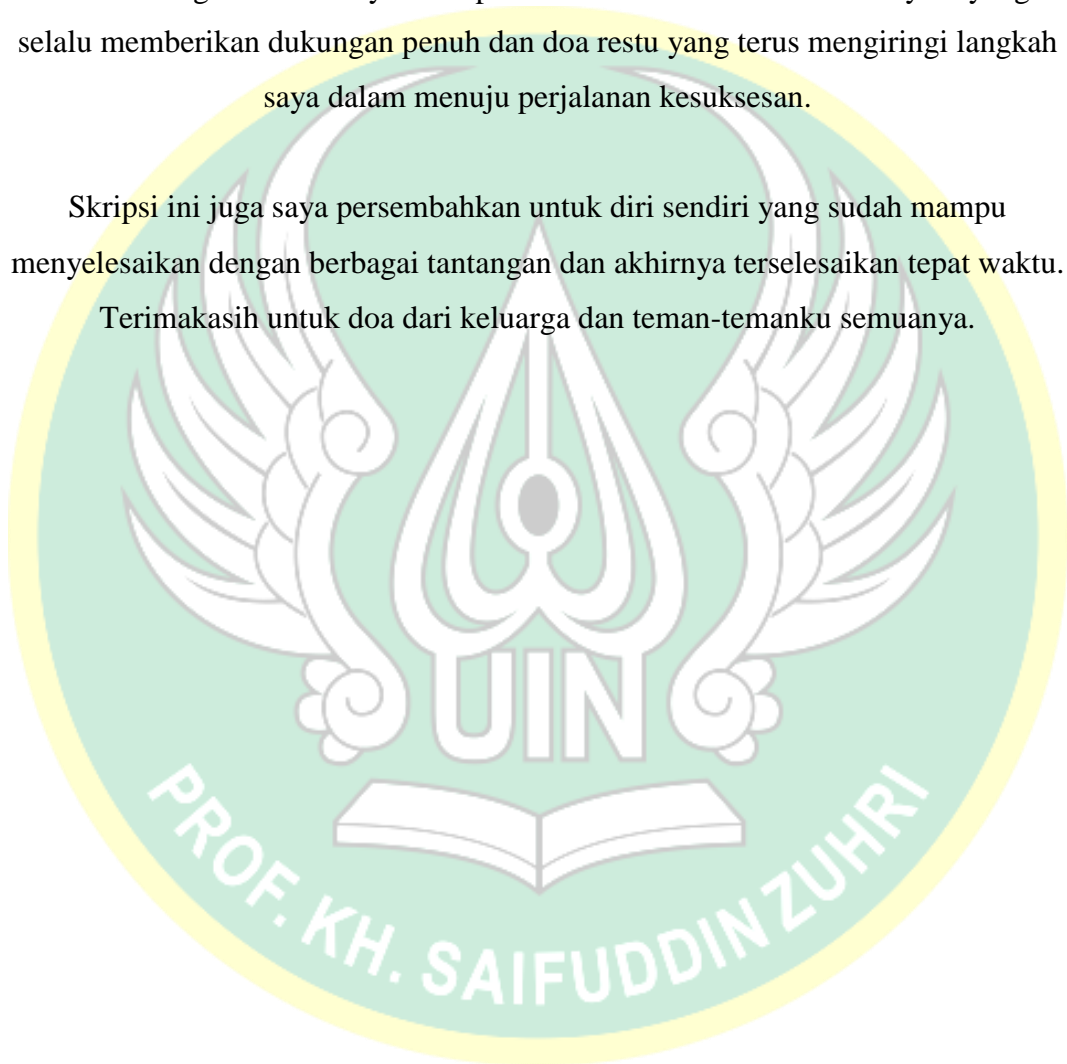 selalu memberikan dukungan penuh dan doa restu yang terus mengiringi langkah
saya dalam menuju perjalanan kesuksesan.
Skripsi ini juga saya persembahkan untuk diri sendiri yang sudah mampu
menyelesaikan dengan berbagai tantangan dan akhirnya terselesaikan tepat waktu.
Terimakasih untuk doa dari keluarga dan teman-temanku semuanya.
UIN
PROF. KH. SAIFUDDIN ZUHRI